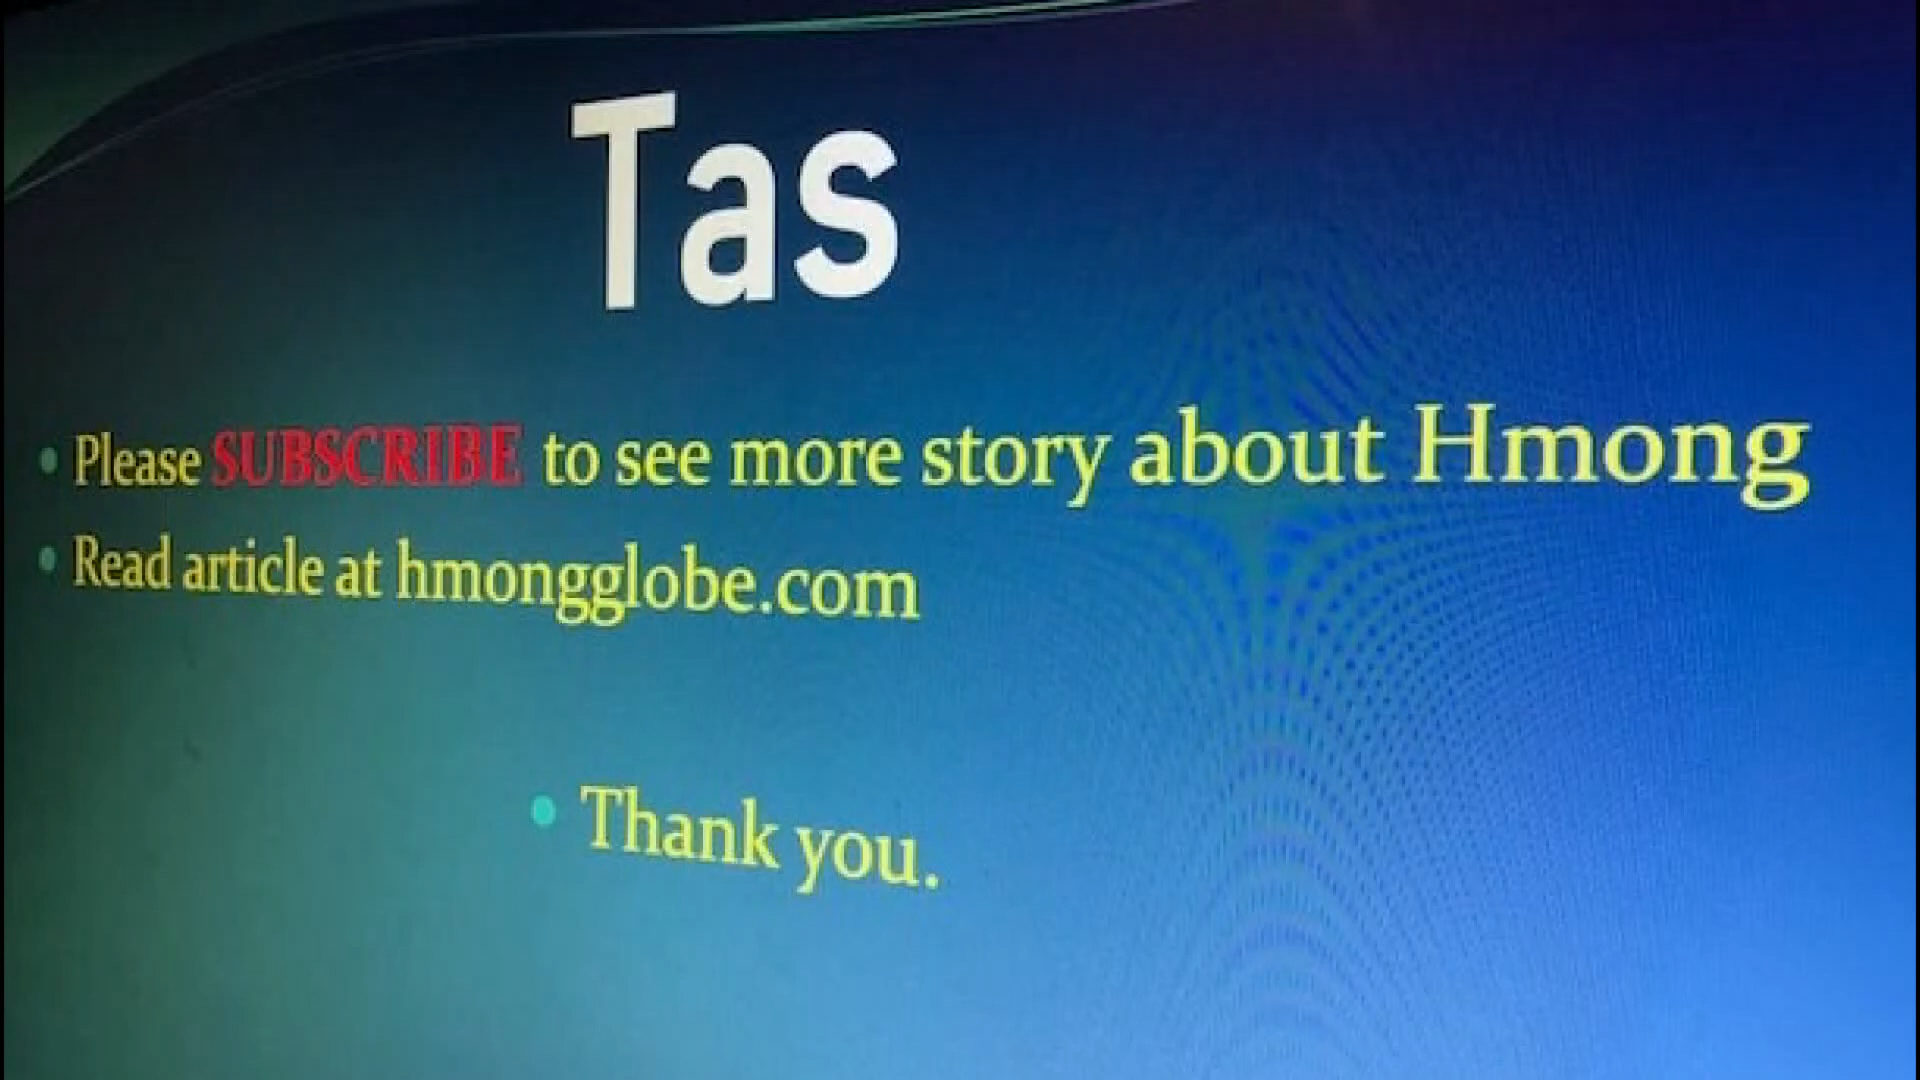 Tas
Please SUBSCRIBE to see more story about Hmong
Read article at hmongglobe.com
Thank you.